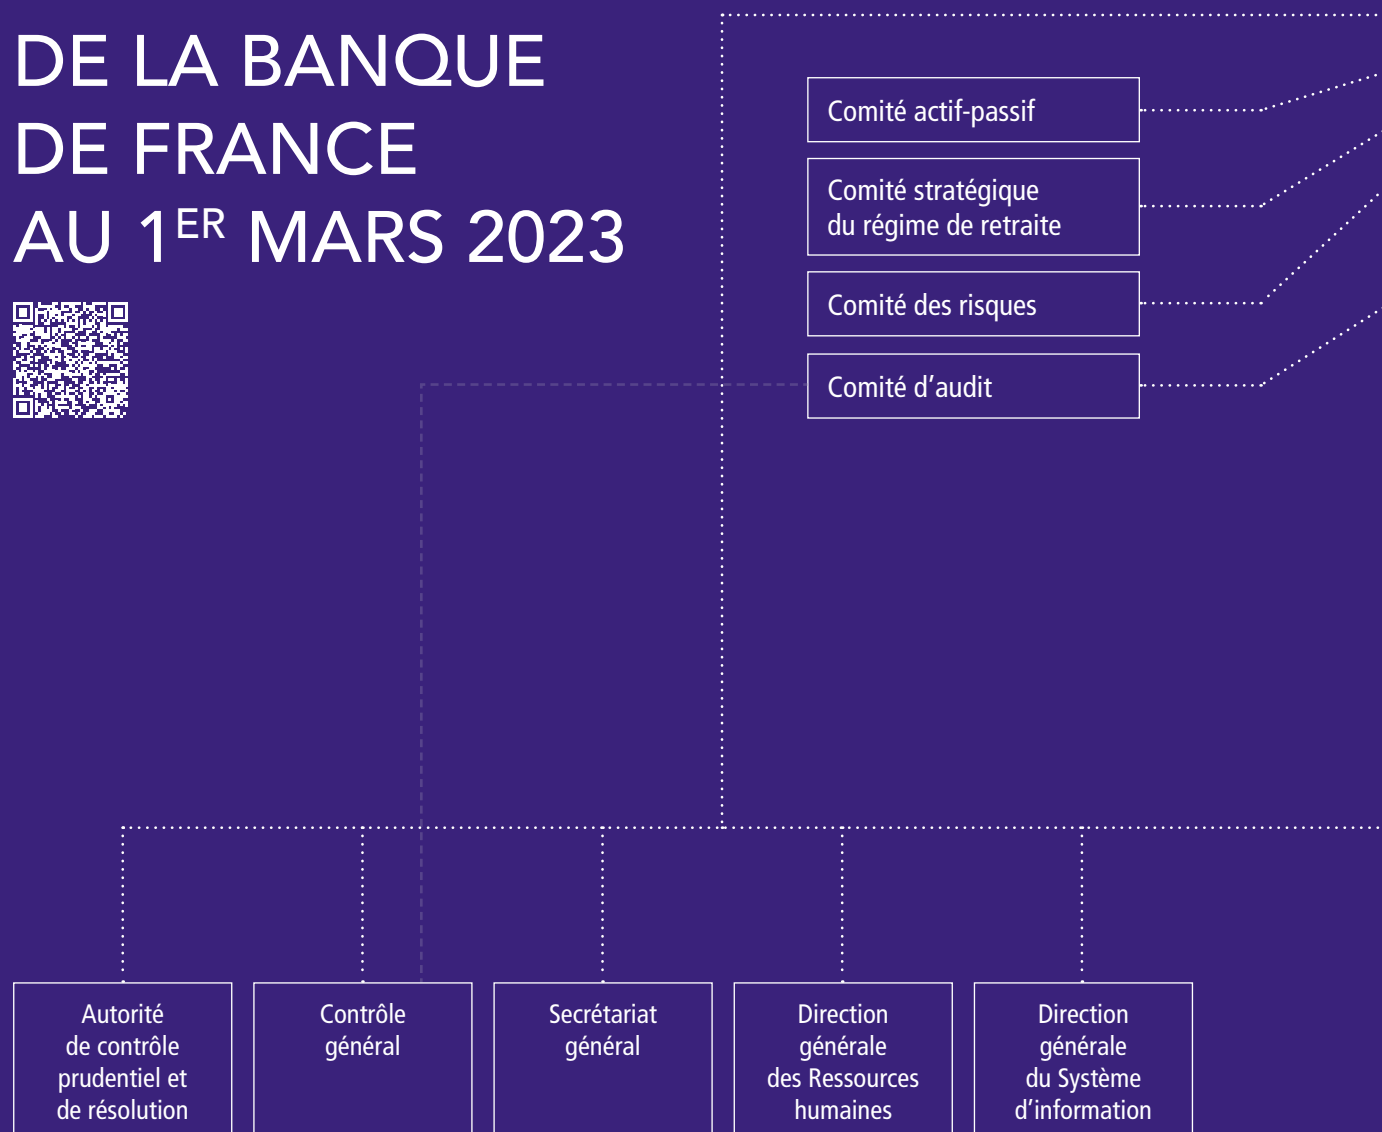 DE LA BANQUE
DE FRANCE
AU 1ER MARS 2023
Comité actif-passif
Comité stratégique
du régime de retraite
Comité des risques
Comité d’audit
Autorité
de contrôle
prudentiel et
de résolution
Contrôle
général
Secrétariat
général
Direction
générale
des Ressources
humaines
Direction
générale
du Système
d’information